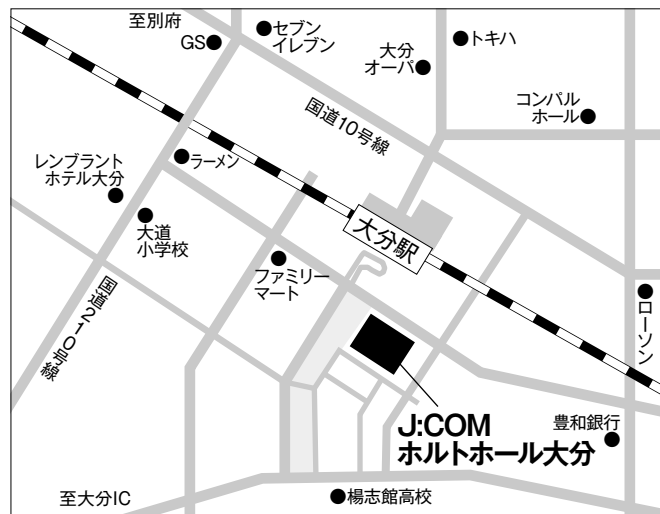 至別府
GS
セブン
イレブン
大分
オーパ
トキハ
コンパル
ホール
国道10号線
レンブラント
ホテル大分
ラーメン
大道
小学校
大分駅
ファミリー
マート
国道210号線
ローソン
J:COM
ホルトホール大分
豊和銀行
至大分IC
楊志館高校